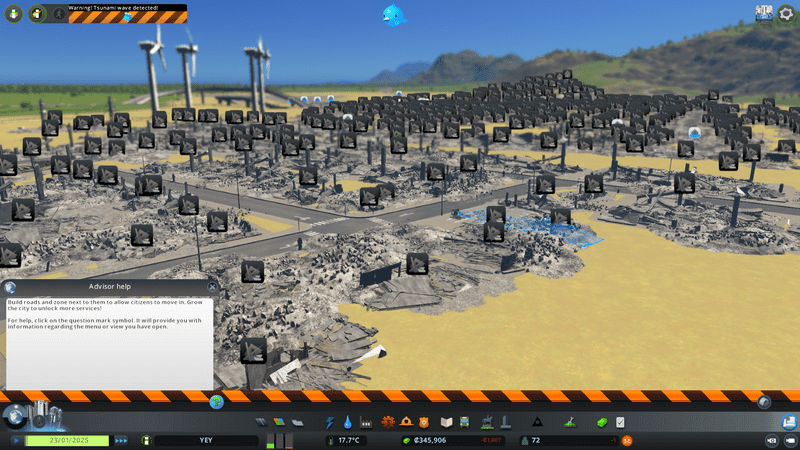 Warning! Tsunami wave detected!
Advisor help
Build roads and zone next to them to allow citizens to move in. Grow
the city to unlock more services!
For help, click on the question mark symbol. It will provide you with
information regarding the menu or view you have open.
23/01/2025
YEY
17.7°C
₡345,906
72
-1